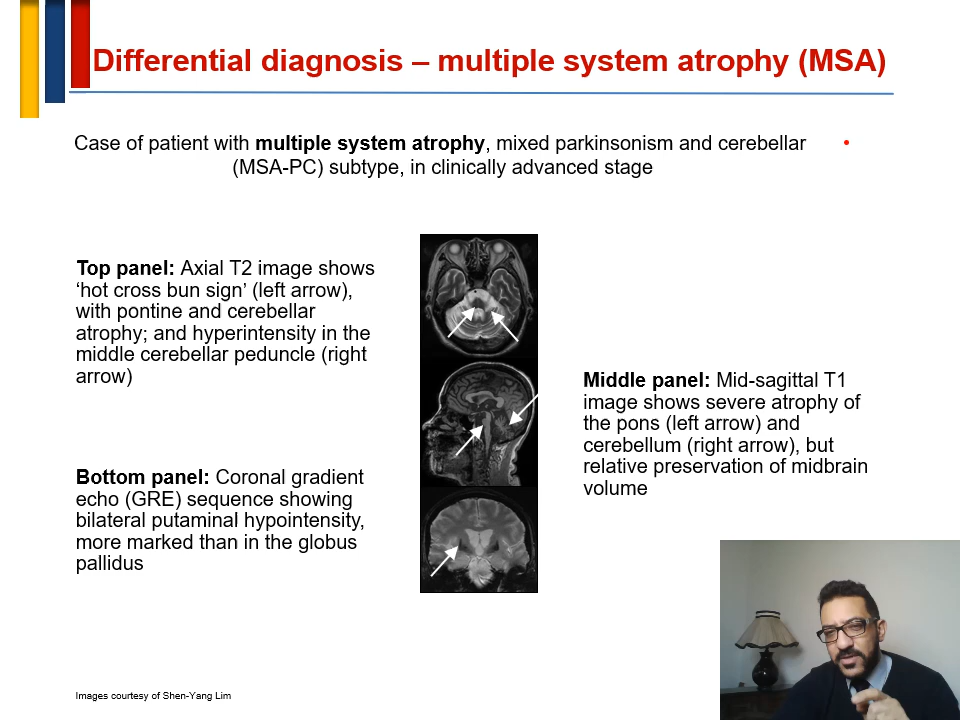 Differential diagnosis – multiple system atrophy (MSA)
Case of patient with multiple system atrophy, mixed parkinsonism and cerebellar •
(MSA-PC) subtype, in clinically advanced stage
Top panel: Axial T2 image shows
‘hot cross bun sign’ (left arrow),
with pontine and cerebellar
atrophy; and hyperintensity in the
middle cerebellar peduncle (right
arrow)
Middle panel: Mid-sagittal T1
image shows severe atrophy of
the pons (left arrow) and
cerebellum (right arrow), but
relative preservation of midbrain
volume
Bottom panel: Coronal gradient
echo (GRE) sequence showing
bilateral putaminal hypointensity,
more marked than in the globus
pallidus
Images courtesy of Shen-Yang Lim